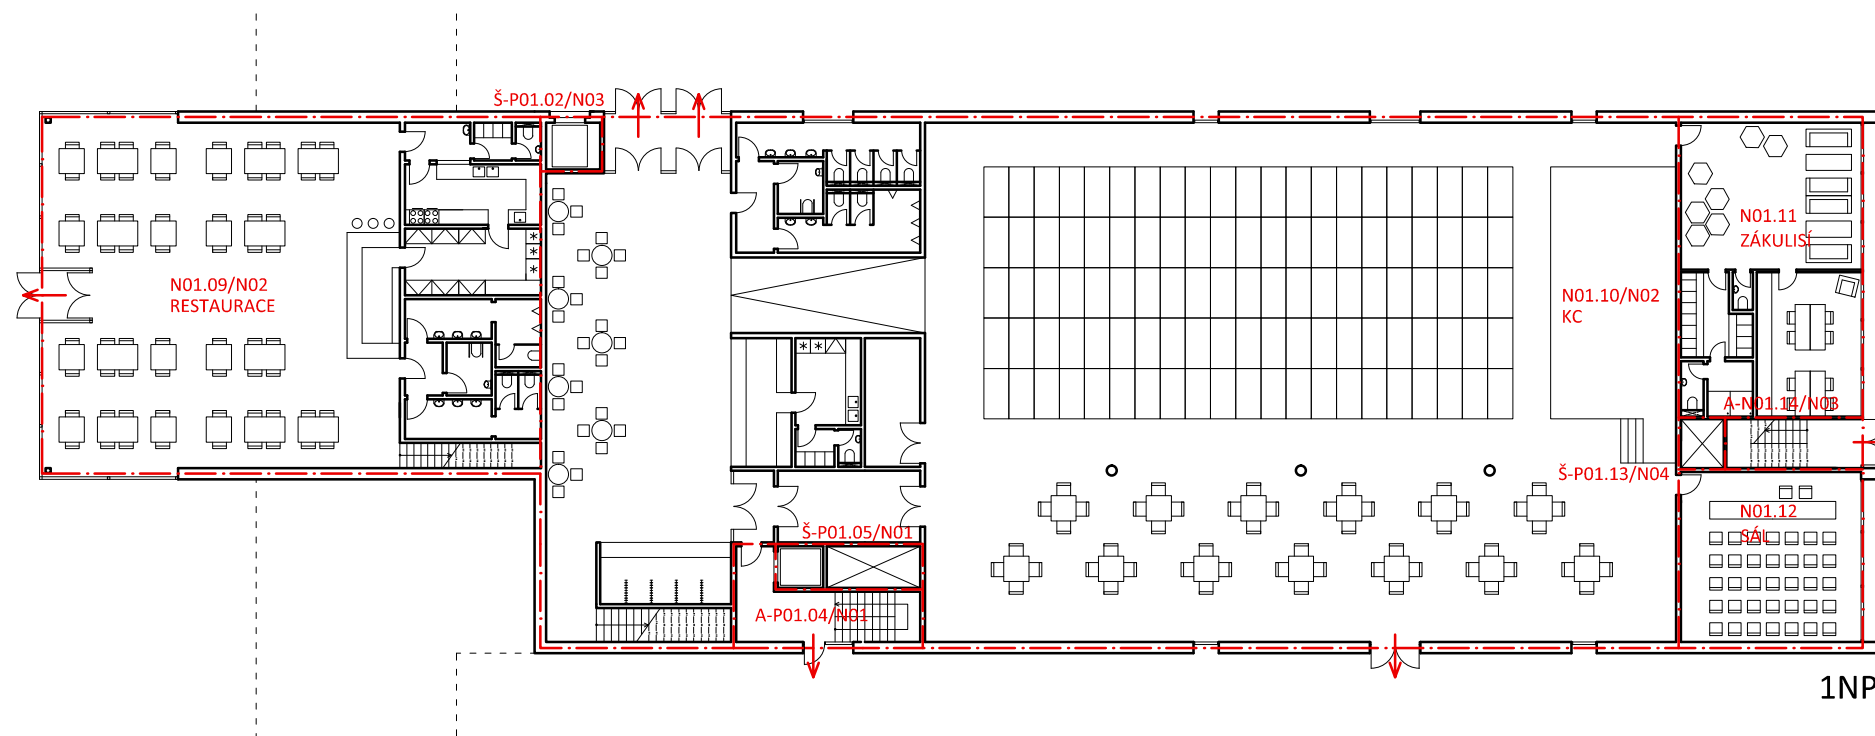 Š-P01.02/N03
N01.11
ZÁKULISÍ
N01.09/N02
RESTAURACE
N01.10/N02
KC
A-N01.14/N03
Š-P01.13/N04
N01.12
SÁL
Š-P01.05/N01
A-P01.04/N01
1NP